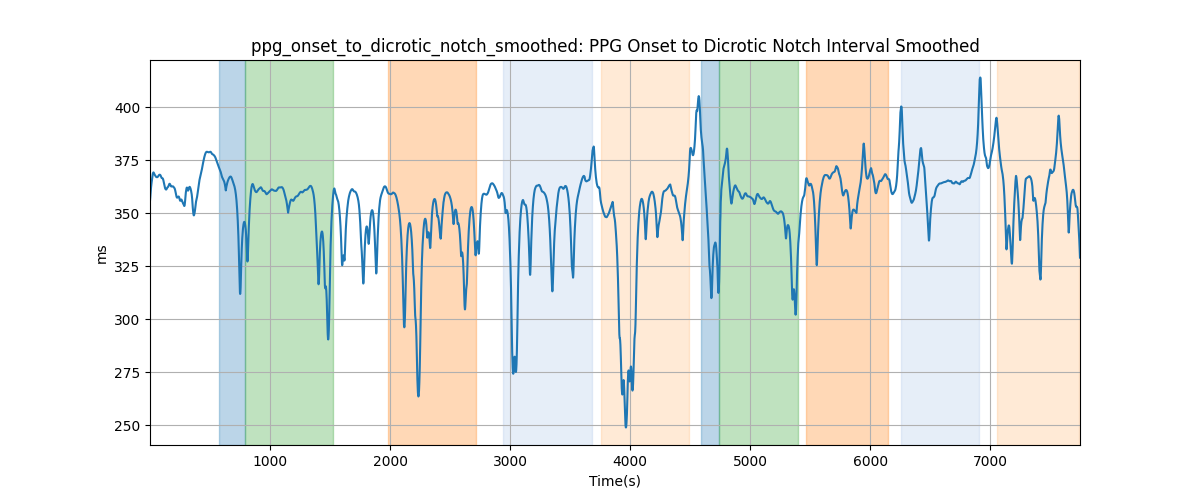 ppg_onset_to_dicrotic_notch_smoothed: PPG Onset to Dicrotic Notch Interval Smoothed
400
375
350
325
300
275
250
ms
1000 2000 3000 4000 5000 6000 7000
Time(s)